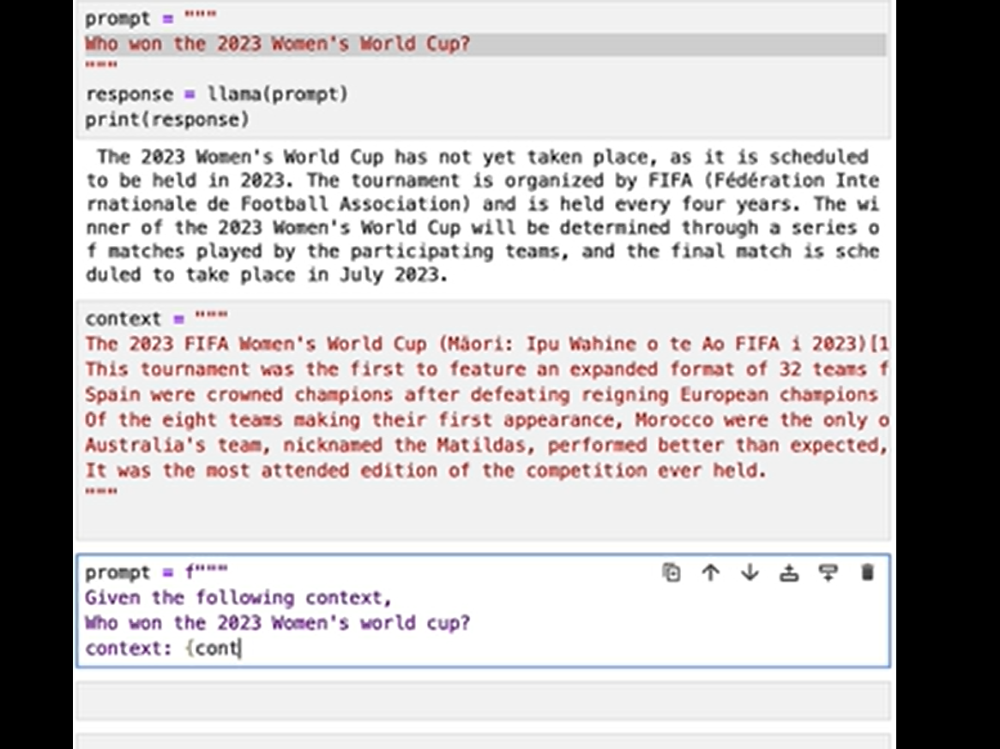 prompt = """
Who won the 2023 Women's World Cup?
"""
response = llama(prompt)
print(response)
The 2023 Women's World Cup has not yet taken place, as it is scheduled
to be held in 2023. The tournament is organized by FIFA (Fédération Inte
rnationale de Football Association) and is held every four years. The wi
nner of the 2023 Women's World Cup will be determined through a series o
f matches played by the participating teams, and the final match is sche
duled to take place in July 2023.
context = """
The 2023 FIFA Women's World Cup (Māori: Ipu Wahine o te Ao FIFA i 2023)[1
This tournament was the first to feature an expanded format of 32 teams f
Spain were crowned champions after defeating reigning European champions
Of the eight teams making their first appearance, Morocco were the only o
Australia's team, nicknamed the Matildas, performed better than expected,
It was the most attended edition of the competition ever held.
"""
prompt = f"""
Given the following context,
Who won the 2023 Women's world cup?
context: {cont